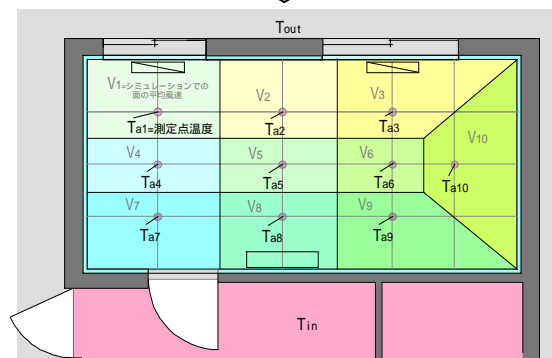 Tout
V1=シミュレーションでの
面の平均風速
V2
V3
Ta1=測定点温度
Ta2
Ta3
V4
V5
V6
V10
Ta4
Ta5
Ta6
Ta10
V7
V8
V9
Ta7
Ta8
Ta9
Tin